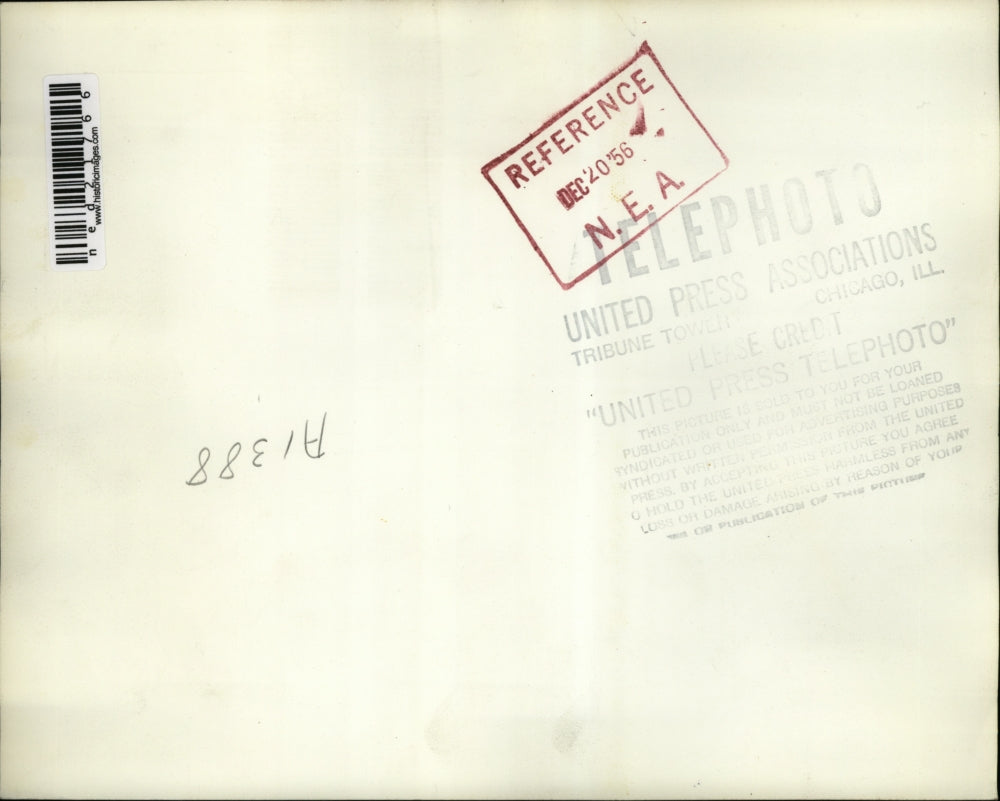 REFERENCE
DEC 20 '56
N. E. A.
TELEPHOTO
UNITED PRESS ASSOCIATIONS
TRIBUNE TOWER CHICAGO, ILL.
PLEASE CREDIT
"UNITED PRESS TELEPHOTO"
THIS PICTURE IS SOLD TO YOU FOR YOUR
PUBLICATION ONLY AND MUST NOT BE LOANED
SYNDICATED OR USED FOR ADVERTISING PURPOSES
WITHOUT WRITTEN PERMISSION FROM THE UNITED
PRESS. BY ACCEPTING THIS PICTURE YOU AGREE
O HOLD THE UNITED PRESS HARMLESS FROM ANY
LOSS OR DAMAGE ARISING BY REASON OF YOUR
OR PUBLICATION OF THIS PICTURE
A1388
ned21766
www.historicimages.com